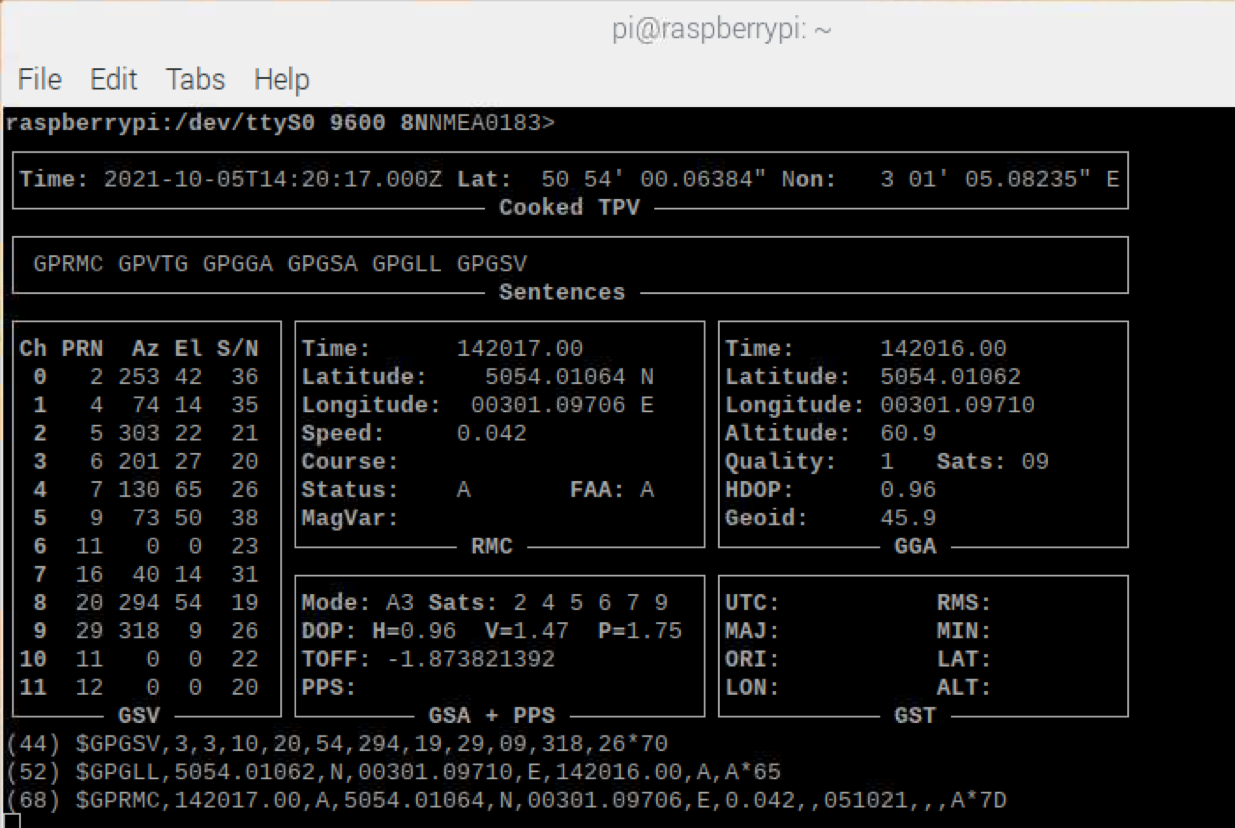 pi@raspberrypi: ~
File Edit Tabs Help
raspberrypi:/dev/ttyS0 9600 8NNMEA0183>
Time: 2021-10-05T14:20:17.000Z Lat: 50 54' 00.06384" Non: 3 01' 05.08235" E
Cooked TPV
GPRMC GPVTG GPGGA GPGSA GPGLL GPGSV
Sentences
Ch PRN Az El S/N
0 2 253 42 36
1 4 74 14 35
2 5 303 22 21
3 6 201 27 20
4 7 130 65 26
5 9 73 50 38
6 11 0 0 23
7 16 40 14 31
8 20 294 54 19
9 29 318 9 26
10 11 0 0 22
11 12 0 0 20
GSV
Time: 142017.00
Latitude: 5054.01064 N
Longitude: 00301.09706 E
Speed: 0.042
Course:
Status: A FAA: A
MagVar:
RMC
Time: 142016.00
Latitude: 5054.01062
Longitude: 00301.09710
Altitude: 60.9
Quality: 1 Sats: 09
HDOP: 0.96
Geoid: 45.9
GGA
Mode: A3 Sats: 2 4 5 6 7 9
DOP: H=0.96 V=1.47 P=1.75
TOFF: -1.873821392
PPS:
GSA + PPS
UTC: RMS:
MAJ: MIN:
ORI: LAT:
LON: ALT:
GST
(44) $GPGSV,3,3,10,20,54,294,19,29,09,318,26*70
(52) $GPGLL,5054.01062,N,00301.09710,E,142016.00,A,A*65
(68) $GPRMC,142017.00,A,5054.01064,N,00301.09706,E,0.042,,051021,,,A*7D